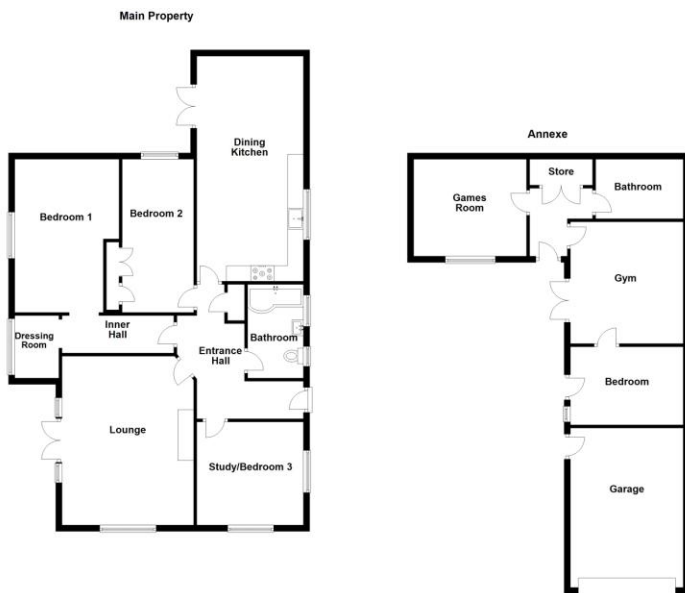 Main Property
Dining
Kitchen
Bedroom 1
Bedroom 2
Inner
Hall
Dressing
Room
Bathroom
Entrance
Hall
Lounge
Study/Bedroom 3
Annexe
Store
Games
Room
Bathroom
Gym
Bedroom
Garage